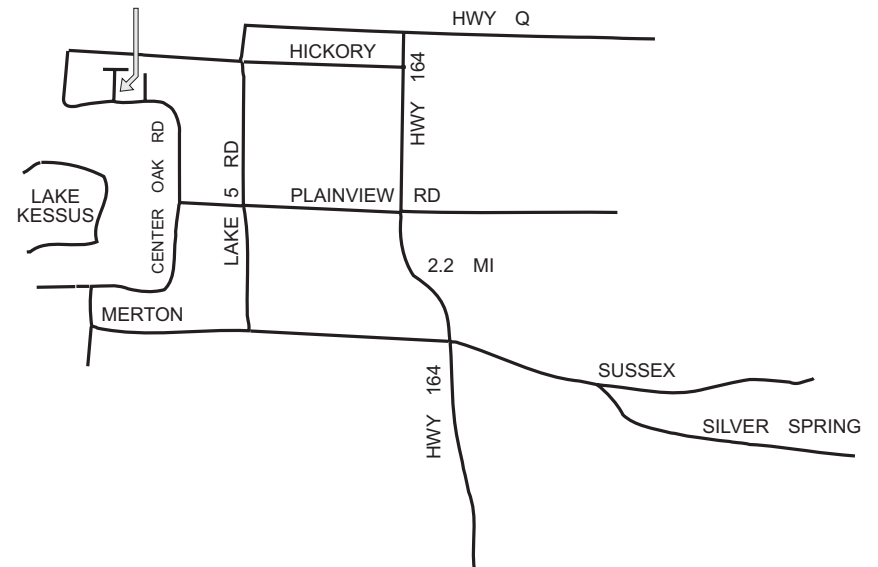 HWY Q
HICKORY
HWY 164
CENTER OAK RD
LAKE 5 RD
LAKE
KESSUS
PLAINVIEW RD
2.2 MI
MERTON
HWY 164
SUSSEX
SILVER SPRING